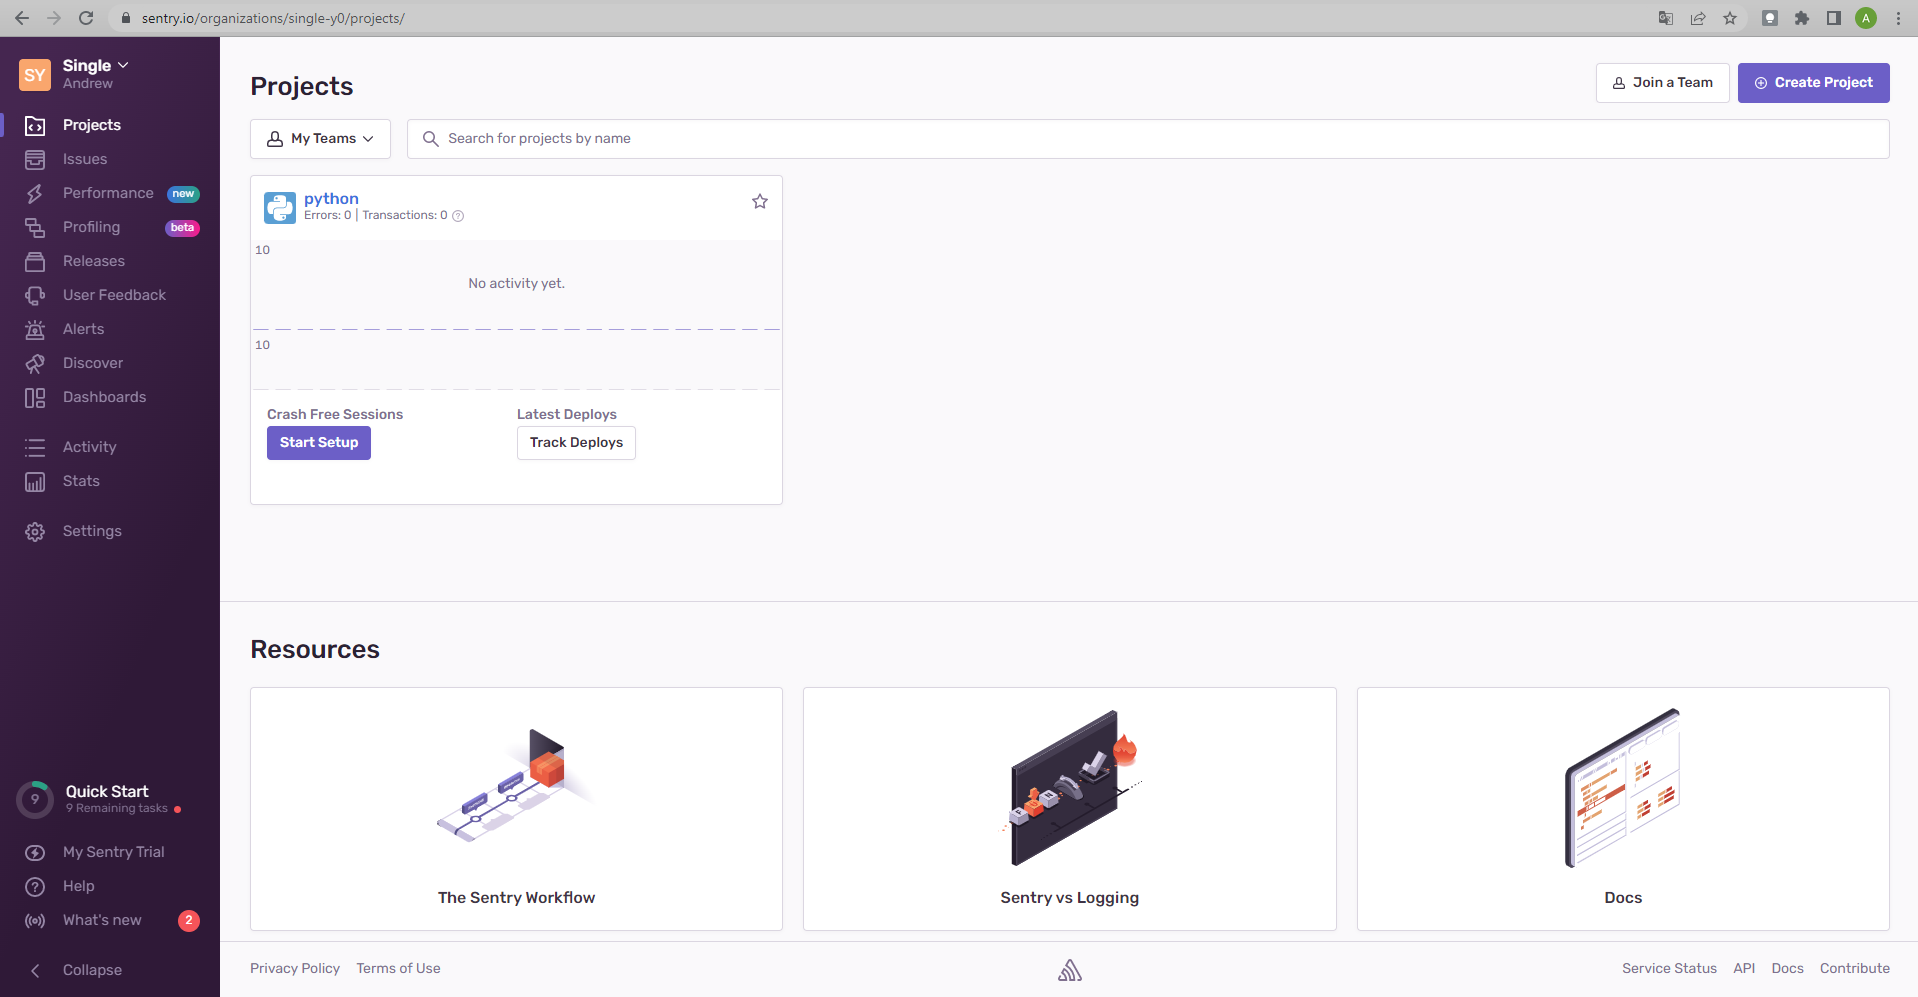 sentry.io/organizations/single-y0/projects/
A
SY
Single
Andrew
Projects
Issues
Performance new
Profiling beta
Releases
User Feedback
Alerts
Discover
Dashboards
Activity
Stats
Settings
9
Quick Start
9 Remaining tasks
My Sentry Trial
Help
What's new 2
Collapse
Projects
Join a Team
Create Project
My Teams
Search for projects by name
python
Errors: 0 | Transactions: 0
10
No activity yet.
10
Crash Free Sessions
Start Setup
Latest Deploys
Track Deploys
Resources
The Sentry Workflow
Sentry vs Logging
Docs
Privacy Policy
Terms of Use
Service Status
API
Docs
Contribute